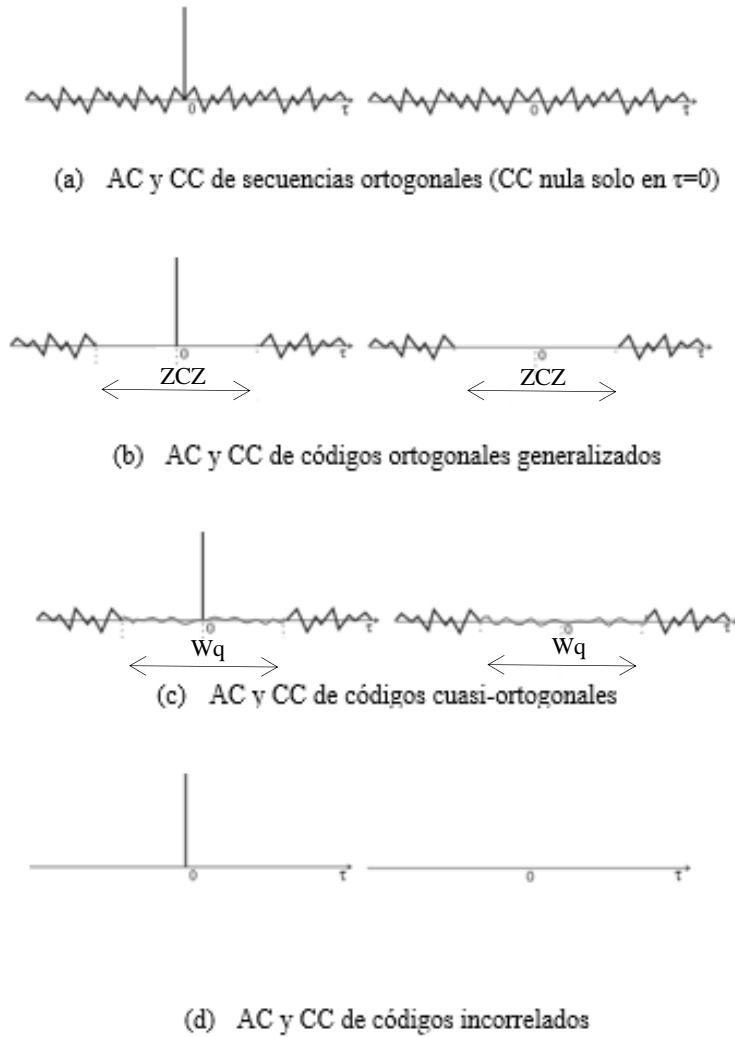 0 τ 0 τ
(a) AC y CC de secuencias ortogonales (CC nula solo en τ=0)
0 τ 0 τ
ZCZ ZCZ
(b) AC y CC de códigos ortogonales generalizados
0 τ 0 τ
Wq Wq
(c) AC y CC de códigos cuasi-ortogonales
0 τ 0 τ
(d) AC y CC de códigos incorrelados